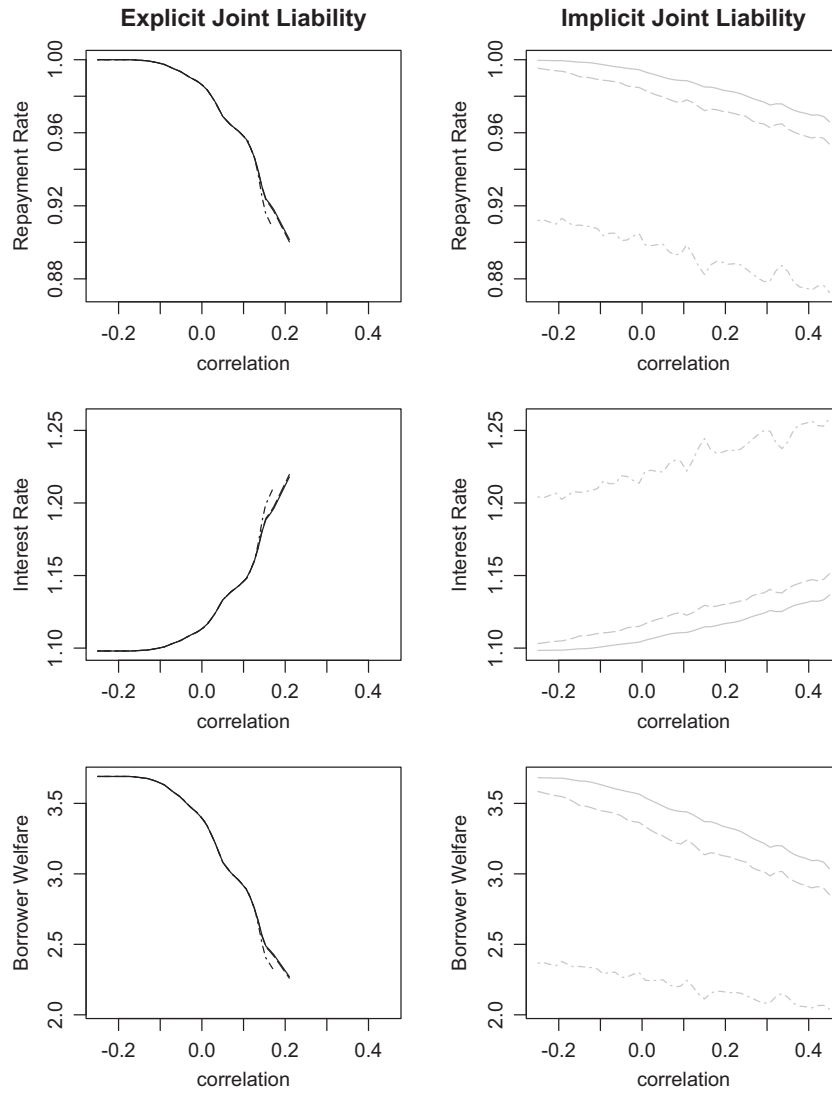 Explicit Joint Liability
Implicit Joint Liability
Repayment Rate
1.00
0.96
0.92
0.88
-0.2 0.0 0.2 0.4
correlation
Repayment Rate
1.00
0.96
0.92
0.88
-0.2 0.0 0.2 0.4
correlation
Interest Rate
1.25
1.20
1.15
1.10
-0.2 0.0 0.2 0.4
correlation
Interest Rate
1.25
1.20
1.15
1.10
-0.2 0.0 0.2 0.4
correlation
Borrower Welfare
3.5
3.0
2.5
2.0
-0.2 0.0 0.2 0.4
correlation
Borrower Welfare
3.5
3.0
2.5
2.0
-0.2 0.0 0.2 0.4
correlation